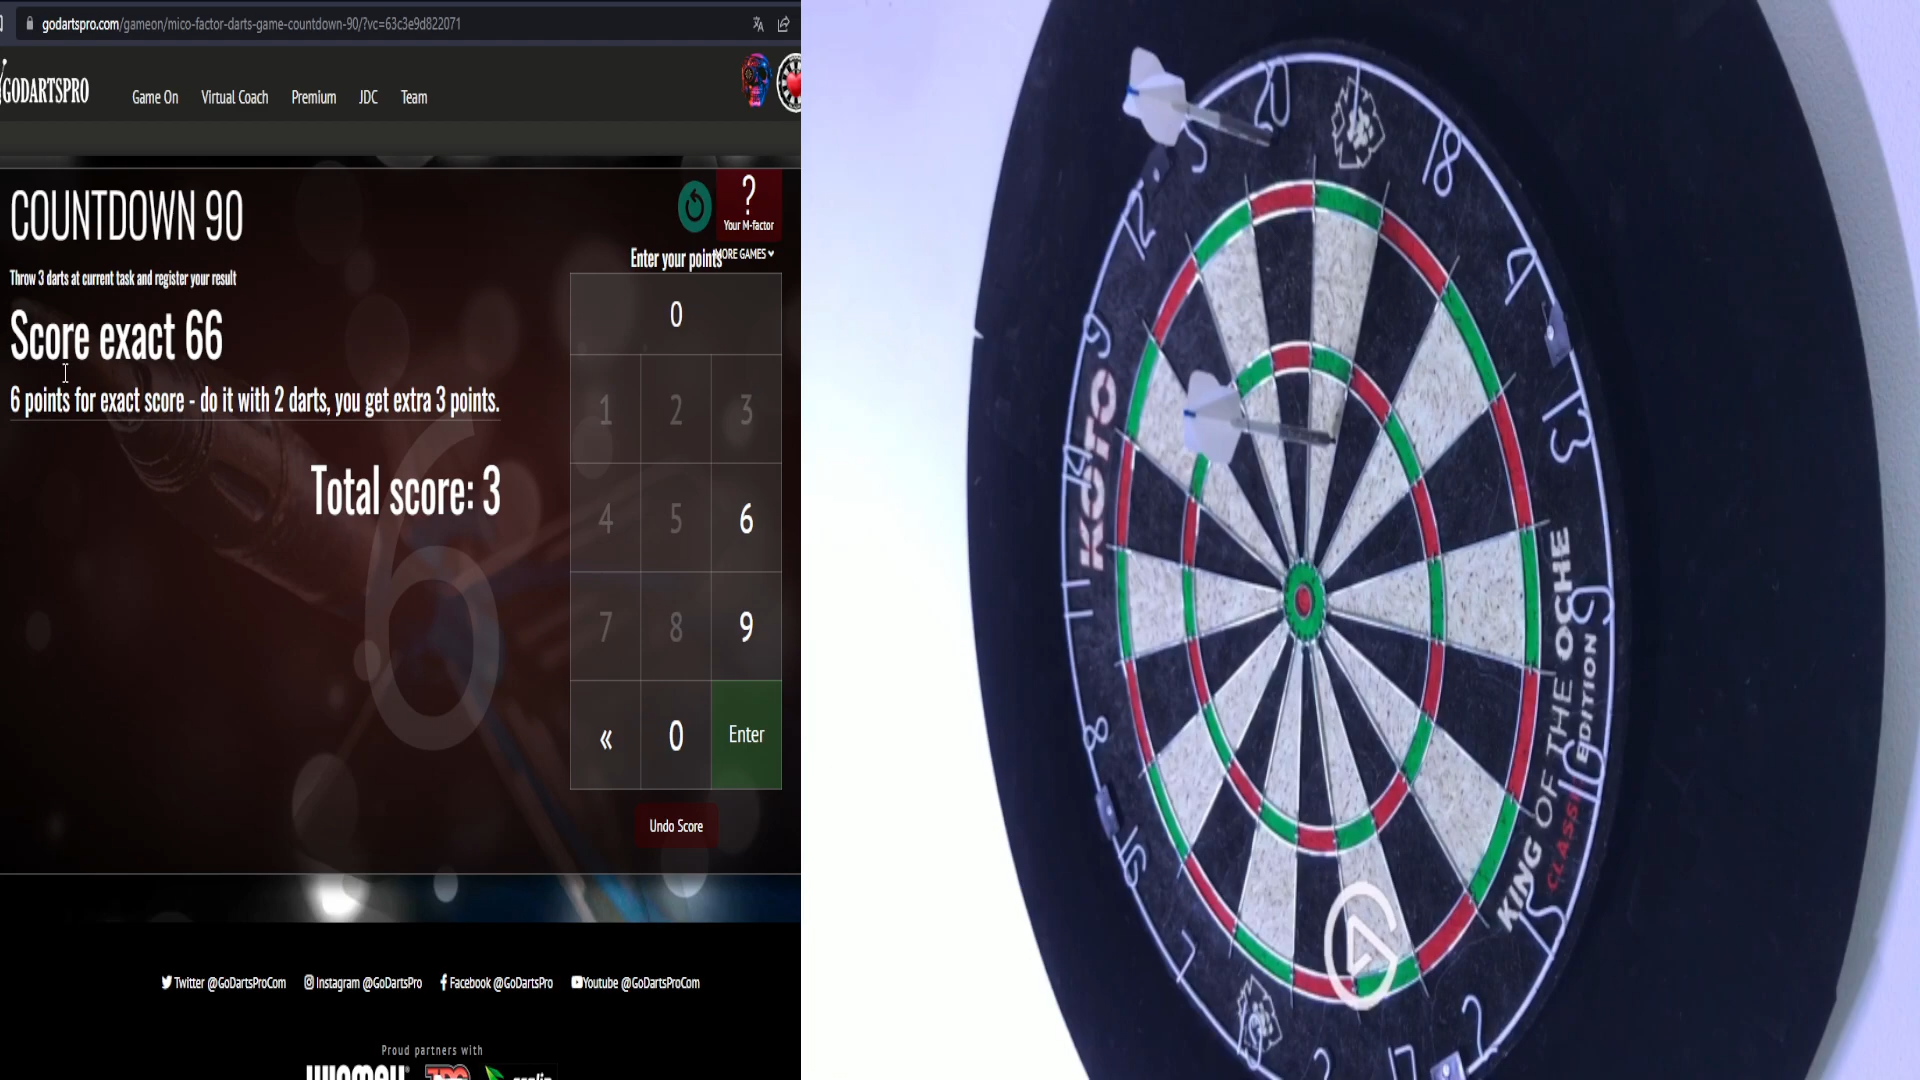 godartspro.com/gameon/mico-factor-darts-game-countdown-90/?vc=63c3e9d822071
GODARTSPRO
Game On
Virtual Coach
Premium
JDC
Team
COUNTDOWN 90
?
Your M-factor
Enter your points
MORE GAMES
Throw 3 darts at current task and register your result
Score exact 66
6 points for exact score - do it with 2 darts, you get extra 3 points.
Total score: 3
6
0
1 2 3
4 5 6
7 8 9
« 0 Enter
Undo Score
Twitter @GoDartsProCom
Instagram @GoDartsPro
Facebook @GoDartsPro
Youtube @GoDartsProCom
Proud partners with
20
18
4
13
6
10
15
2
17
7
8
11
14
9
12
5
KOTO
KING OF THE OCHE
CLASSIC EDITION